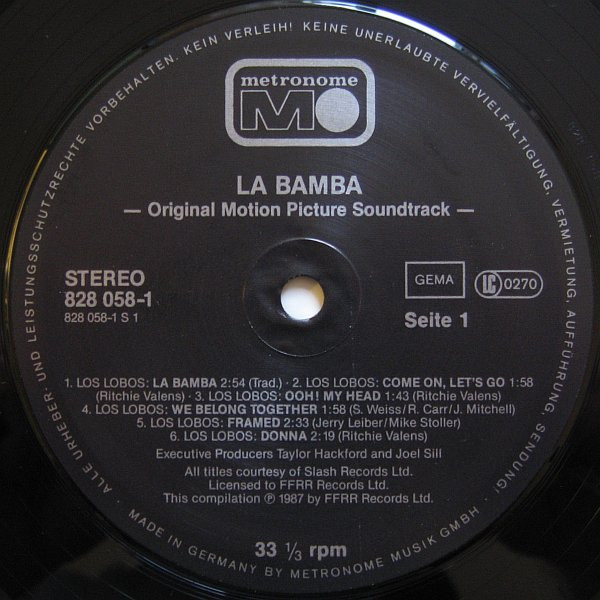 ALLE URHEBER- UND LEISTUNGSSCHUTZRECHTE VORBEHALTEN. KEIN VERLEIH! KEINE UNERLAUBTE VERVIELFÄLTIGUNG, VERMIETUNG, AUFFÜHRUNG, SENDUNG!
metronome
MO
LA BAMBA
— Original Motion Picture Soundtrack —
STEREO
828 058-1
828 058-1 S 1
GEMA
LC 0270
Seite 1
1. LOS LOBOS: LA BAMBA 2:54 (Trad.) · 2. LOS LOBOS: COME ON, LET'S GO 1:58
(Ritchie Valens) · 3. LOS LOBOS: OOH! MY HEAD 1:43 (Ritchie Valens)
4. LOS LOBOS: WE BELONG TOGETHER 1:58 (S. Weiss/R. Carr/J. Mitchell)
5. LOS LOBOS: FRAMED 2:33 (Jerry Leiber/Mike Stoller)
6. LOS LOBOS: DONNA 2:19 (Ritchie Valens)
Executive Producers Taylor Hackford and Joel Sill
All titles courtesy of Slash Records Ltd.
Licensed to FFRR Records Ltd.
This compilation ℗ 1987 by FFRR Records Ltd.
33 1/3 rpm
· MADE IN GERMANY BY METRONOME MUSIK GMBH ·